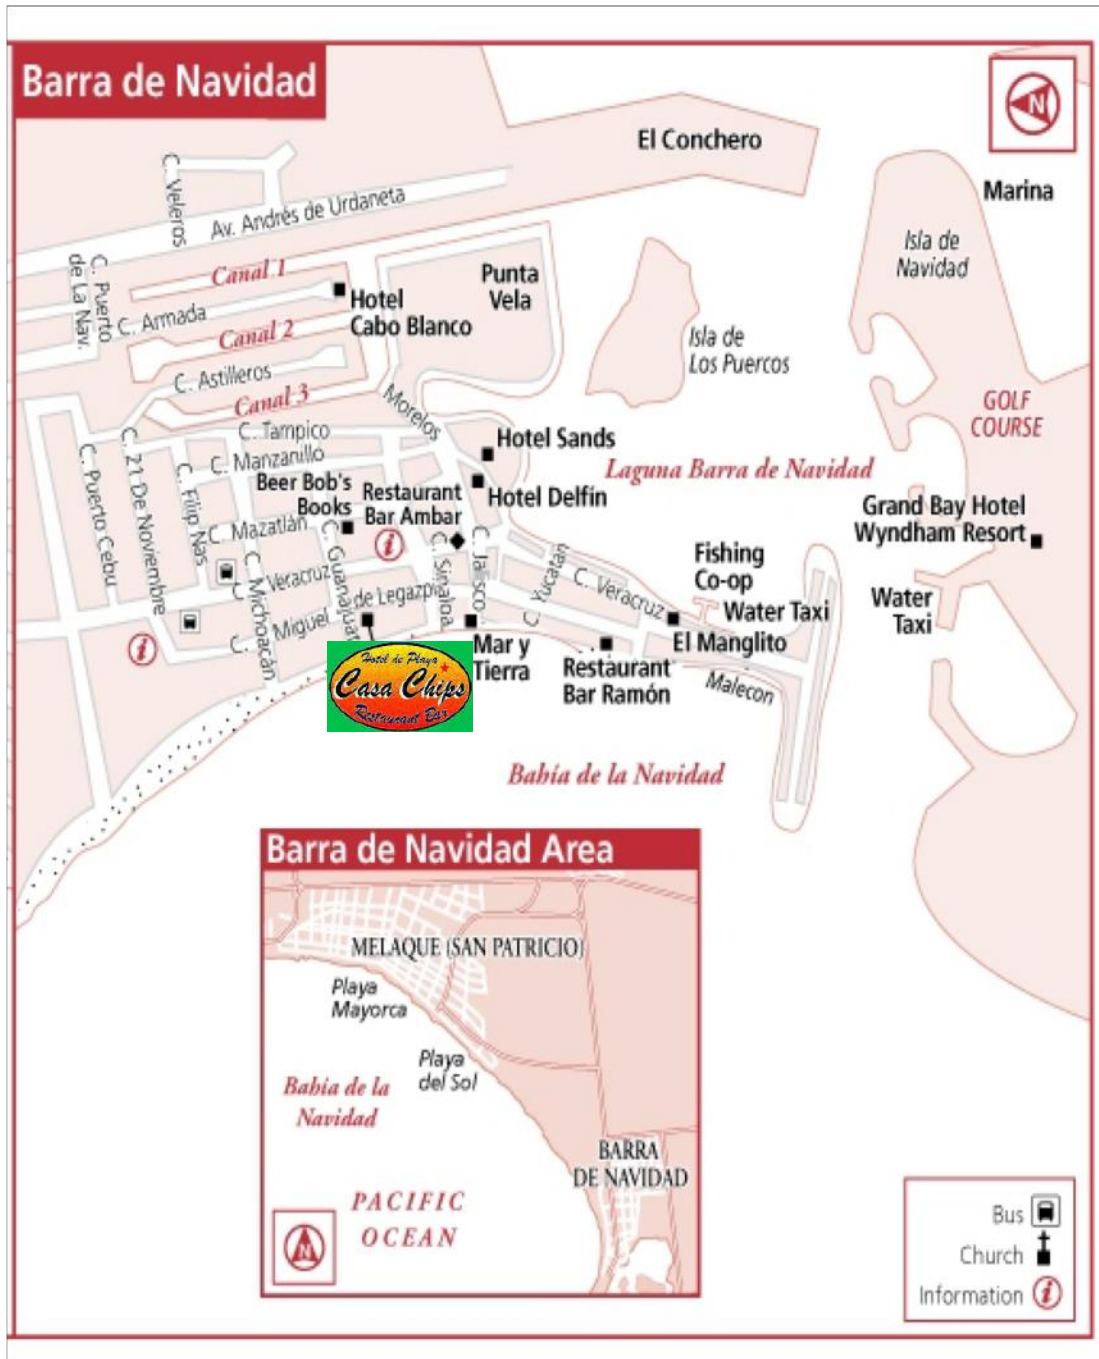 Barra de Navidad
N
El Conchero
Marina
C. Veleros
Av. Andrés de Urdaneta
Isla de
Navidad
C. Puerto
de La Nav.
Canal 1
Punta
Vela
Hotel
Cabo Blanco
C. Armada
Canal 2
Isla de
Los Puercos
C. Astilleros
Canal 3
Morelos
GOLF
COURSE
C. Tampico
Hotel Sands
C. Manzanillo
Laguna Barra de Navidad
C. Puerto Cebu
C. 21 De Noviembre
C. Filip Nas
Beer Bob's
Books
Restaurant
Bar Ambar
Hotel Delfín
Grand Bay Hotel
Wyndham Resort
C. Mazatlán
C. Guanajuat
i
C. Sinaloa
C. Jalisco
C. Yucatan
Fishing
Co-op
C. Michoacán
C. Veracruz
C. Veracruz
Water Taxi
Water
Taxi
C. Miguel de Legazpi
i
Mar y
Tierra
El Manglito
Restaurant
Bar Ramón
Malecon
Hotel de Playa
Casa Chips
Restaurant Bar
Bahía de la Navidad
Barra de Navidad Area
MELAQUE (SAN PATRICIO)
Playa
Mayorca
Playa
del Sol
Bahía de la
Navidad
BARRA
DE NAVIDAD
PACIFIC
OCEAN
N
Bus
Church
Information i